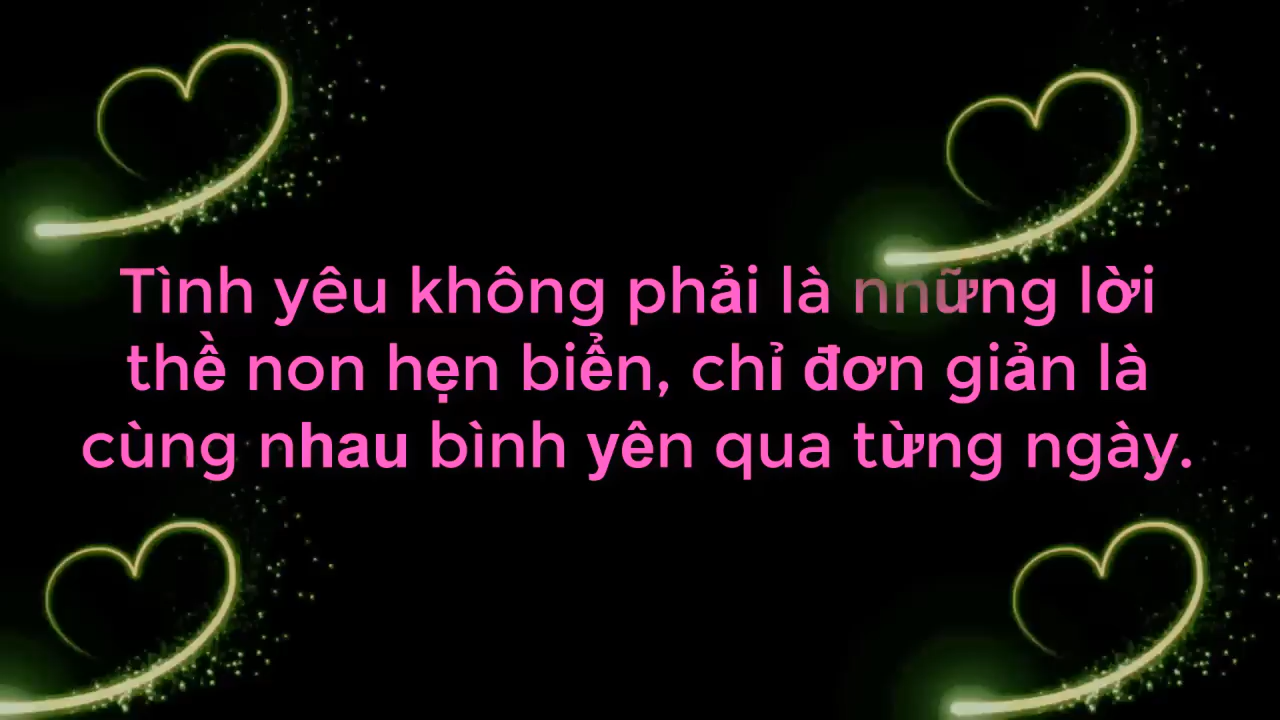 Tình yêu không phải là những lời
thề non hẹn biển, chỉ đơn giản là
cùng nhau bình yên qua từng ngày.